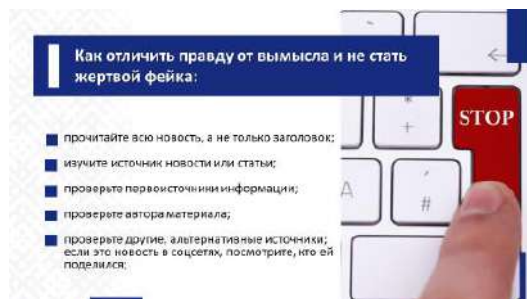 Как отличить правду от вымысла и не стать
жертвой фейка:
прочитайте всю новость, а не только заголовок;
изучите источник новости или статьи;
проверьте первоисточники информации;
проверьте автора материала;
проверьте другие, альтернативные источники;
если это новость в соцсетях, посмотрите, кто ей
поделился;
*
+
STOP
A
#